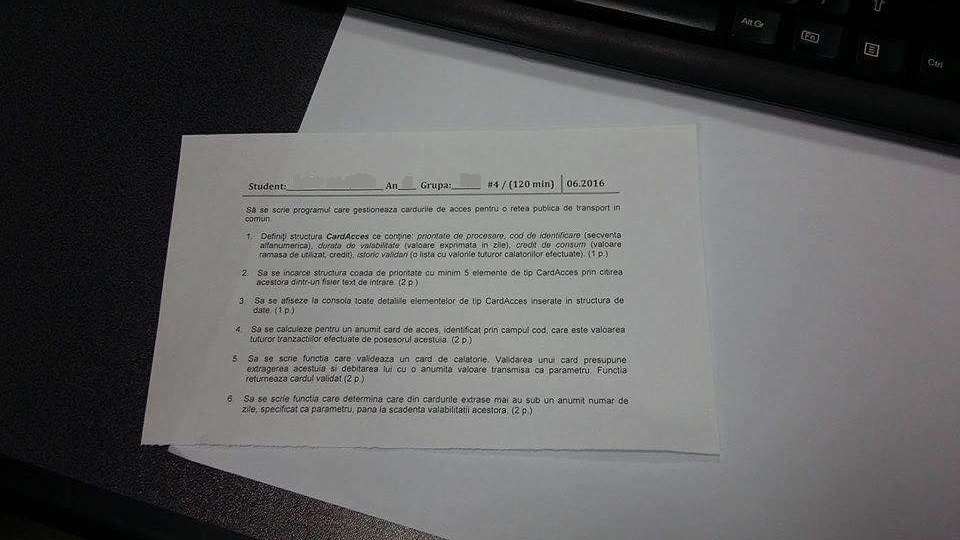 Alt Gr
Fn
Ctrl
Student:____________________ An____ Grupa:______ #4 / (120 min) 06.2016
Să se scrie programul care gestioneaza cardurile de acces pentru o retea publica de transport in
comun.
1. Definiți structura CardAcces ce conține: prioritate de procesare, cod de identificare (secventa
alfanumerica), durata de valabilitate (valoare exprimata in zile), credit de consum (valoare
ramasa de utilizat, credit), istoric validari (o lista cu valorile tuturor calatoriilor efectuate). (1 p.)
2. Sa se incarce structura coada de prioritate cu minim 5 elemente de tip CardAcces prin citirea
acestora dintr-un fisier text de intrare. (2 p.)
3 Sa se afiseze la consola toate detaliile elementelor de tip CardAcces inserate in structura de
date. (1 p.)
4. Sa se calculeze pentru un anumit card de acces, identificat prin campul cod, care este valoarea
tuturor tranzactiilor efectuate de posesorul acestuia. (2 p.)
5 Sa se scrie functia care valideaza un card de calatorie. Validarea unui card presupune
extragerea acestuia si debitarea lui cu o anumita valoare transmisa ca parametru. Functia
returneaza cardul validat (2 p.)
6. Sa se scrie functia care determina care din cardurile extrase mai au sub un anumit numar de
zile, specificat ca parametru, pana la scadenta valabilitatii acestora. (2 p.)